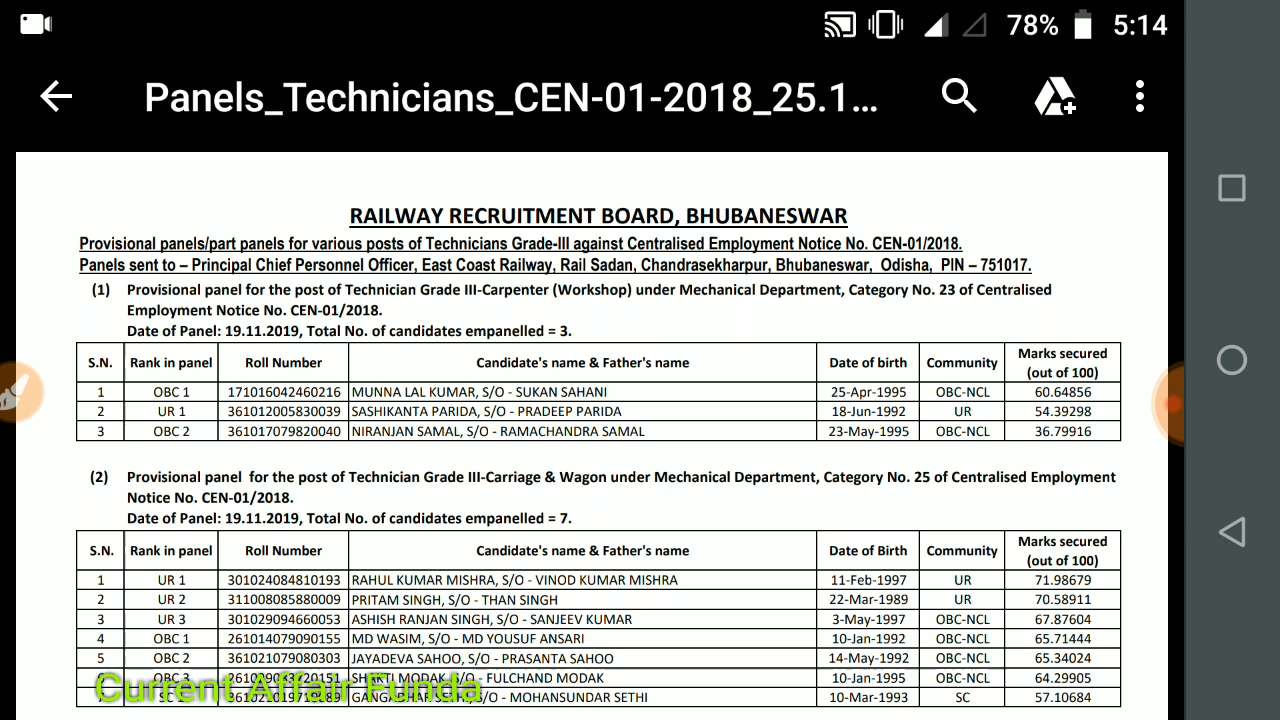 78% 5:14
Panels_Technicians_CEN-01-2018_25.1...
RAILWAY RECRUITMENT BOARD, BHUBANESWAR
Provisional panels/part panels for various posts of Technicians Grade-III against Centralised Employment Notice No. CEN-01/2018.
Panels sent to – Principal Chief Personnel Officer, East Coast Railway, Rail Sadan, Chandrasekharpur, Bhubaneswar, Odisha, PIN – 751017.
(1) Provisional panel for the post of Technician Grade III-Carpenter (Workshop) under Mechanical Department, Category No. 23 of Centralised
Employment Notice No. CEN-01/2018.
Date of Panel: 19.11.2019, Total No. of candidates empanelled = 3.
S.N. Rank in panel Roll Number Candidate's name & Father's name Date of birth Community Marks secured (out of 100)
1 OBC 1 171016042460216 MUNNA LAL KUMAR, S/O - SUKAN SAHANI 25-Apr-1995 OBC-NCL 60.64856
2 UR 1 361012005830039 SASHIKANTA PARIDA, S/O - PRADEEP PARIDA 18-Jun-1992 UR 54.39298
3 OBC 2 361017079820040 NIRANJAN SAMAL, S/O - RAMACHANDRA SAMAL 23-May-1995 OBC-NCL 36.79916
(2) Provisional panel for the post of Technician Grade III-Carriage & Wagon under Mechanical Department, Category No. 25 of Centralised Employment
Notice No. CEN-01/2018.
Date of Panel: 19.11.2019, Total No. of candidates empanelled = 7.
S.N. Rank in panel Roll Number Candidate's name & Father's name Date of Birth Community Marks secured (out of 100)
1 UR 1 301024084810193 RAHUL KUMAR MISHRA, S/O - VINOD KUMAR MISHRA 11-Feb-1997 UR 71.98679
2 UR 2 311008085880009 PRITAM SINGH, S/O - THAN SINGH 22-Mar-1989 UR 70.58911
3 UR 3 301029094660053 ASHISH RANJAN SINGH, S/O - SANJEEV KUMAR 3-May-1997 OBC-NCL 67.87604
4 OBC 1 261014079090155 MD WASIM, S/O - MD YOUSUF ANSARI 10-Jan-1992 OBC-NCL 65.71444
5 OBC 2 361021079080303 JAYADEVA SAHOO, S/O - PRASANTA SAHOO 14-May-1992 OBC-NCL 65.34024
OBC 3 SHAKTI MODAK, S/O - FULCHAND MODAK 10-Jan-1995 OBC-NCL 64.29905
S/O - MOHANSUNDAR SETHI 10-Mar-1993 SC 57.10684
Current Affair Funda